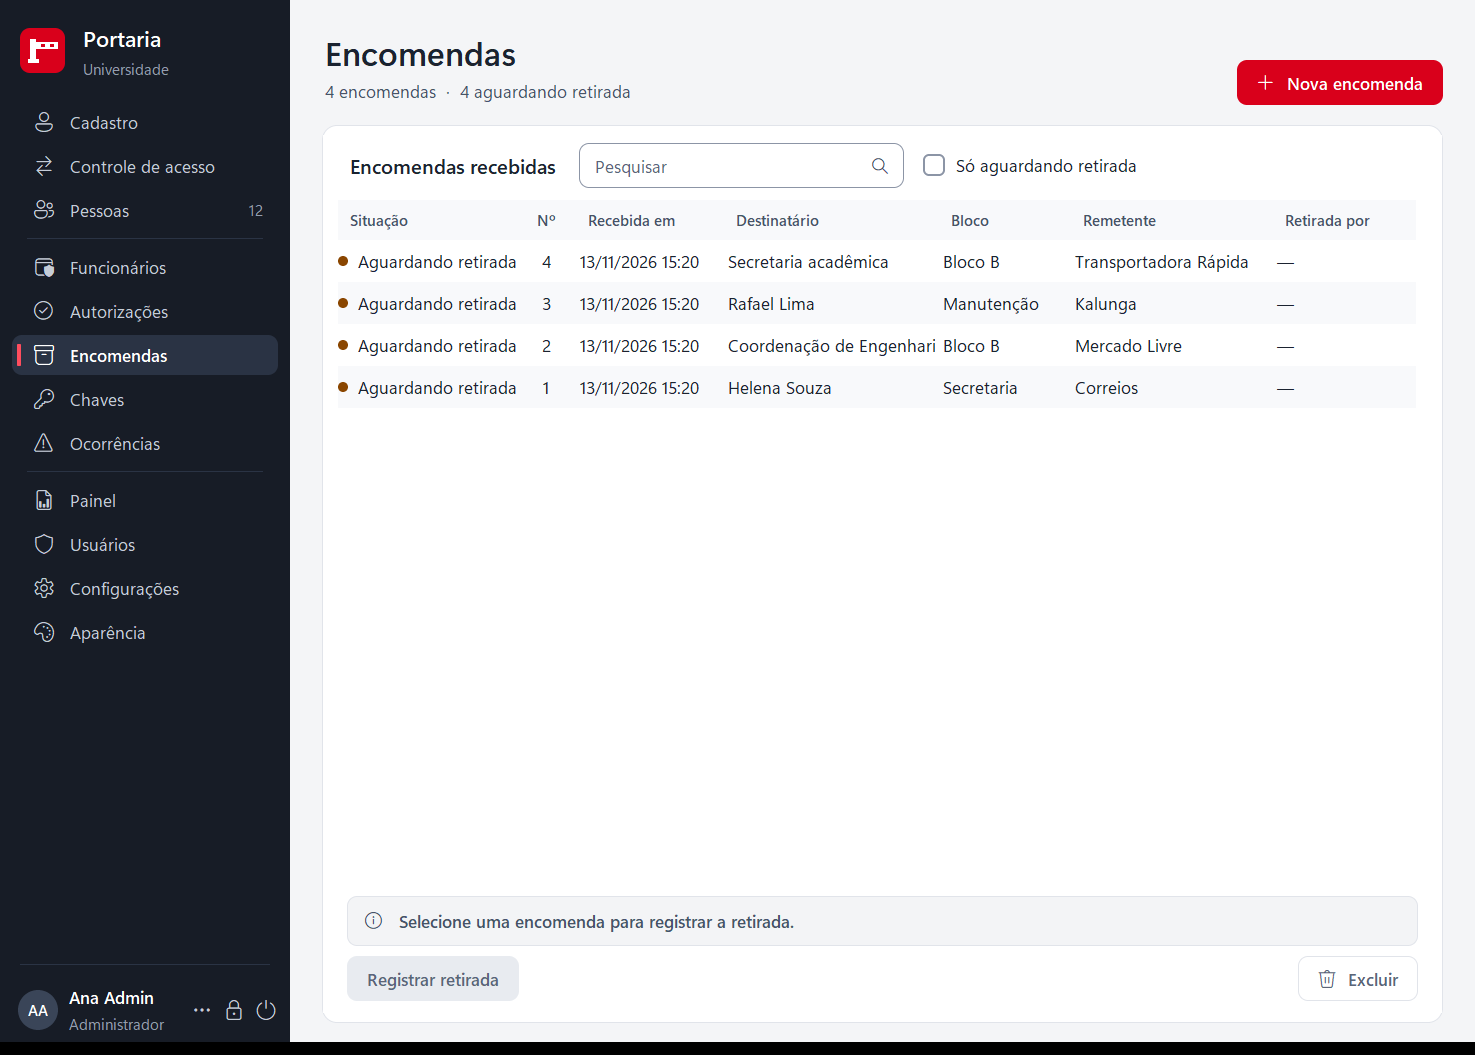 Portaria
Universidade
Cadastro
Controle de acesso
Pessoas 12
Funcionários
Autorizações
Encomendas
Chaves
Ocorrências
Painel
Usuários
Configurações
Aparência
AA
Ana Admin
Administrador
Encomendas
4 encomendas · 4 aguardando retirada
Nova encomenda
Encomendas recebidas
Pesquisar
Só aguardando retirada
Situação Nº Recebida em Destinatário Bloco Remetente Retirada por
Aguardando retirada 4 13/11/2026 15:20 Secretaria acadêmica Bloco B Transportadora Rápida —
Aguardando retirada 3 13/11/2026 15:20 Rafael Lima Manutenção Kalunga —
Aguardando retirada 2 13/11/2026 15:20 Coordenação de Engenhari Bloco B Mercado Livre —
Aguardando retirada 1 13/11/2026 15:20 Helena Souza Secretaria Correios —
Selecione uma encomenda para registrar a retirada.
Registrar retirada
Excluir